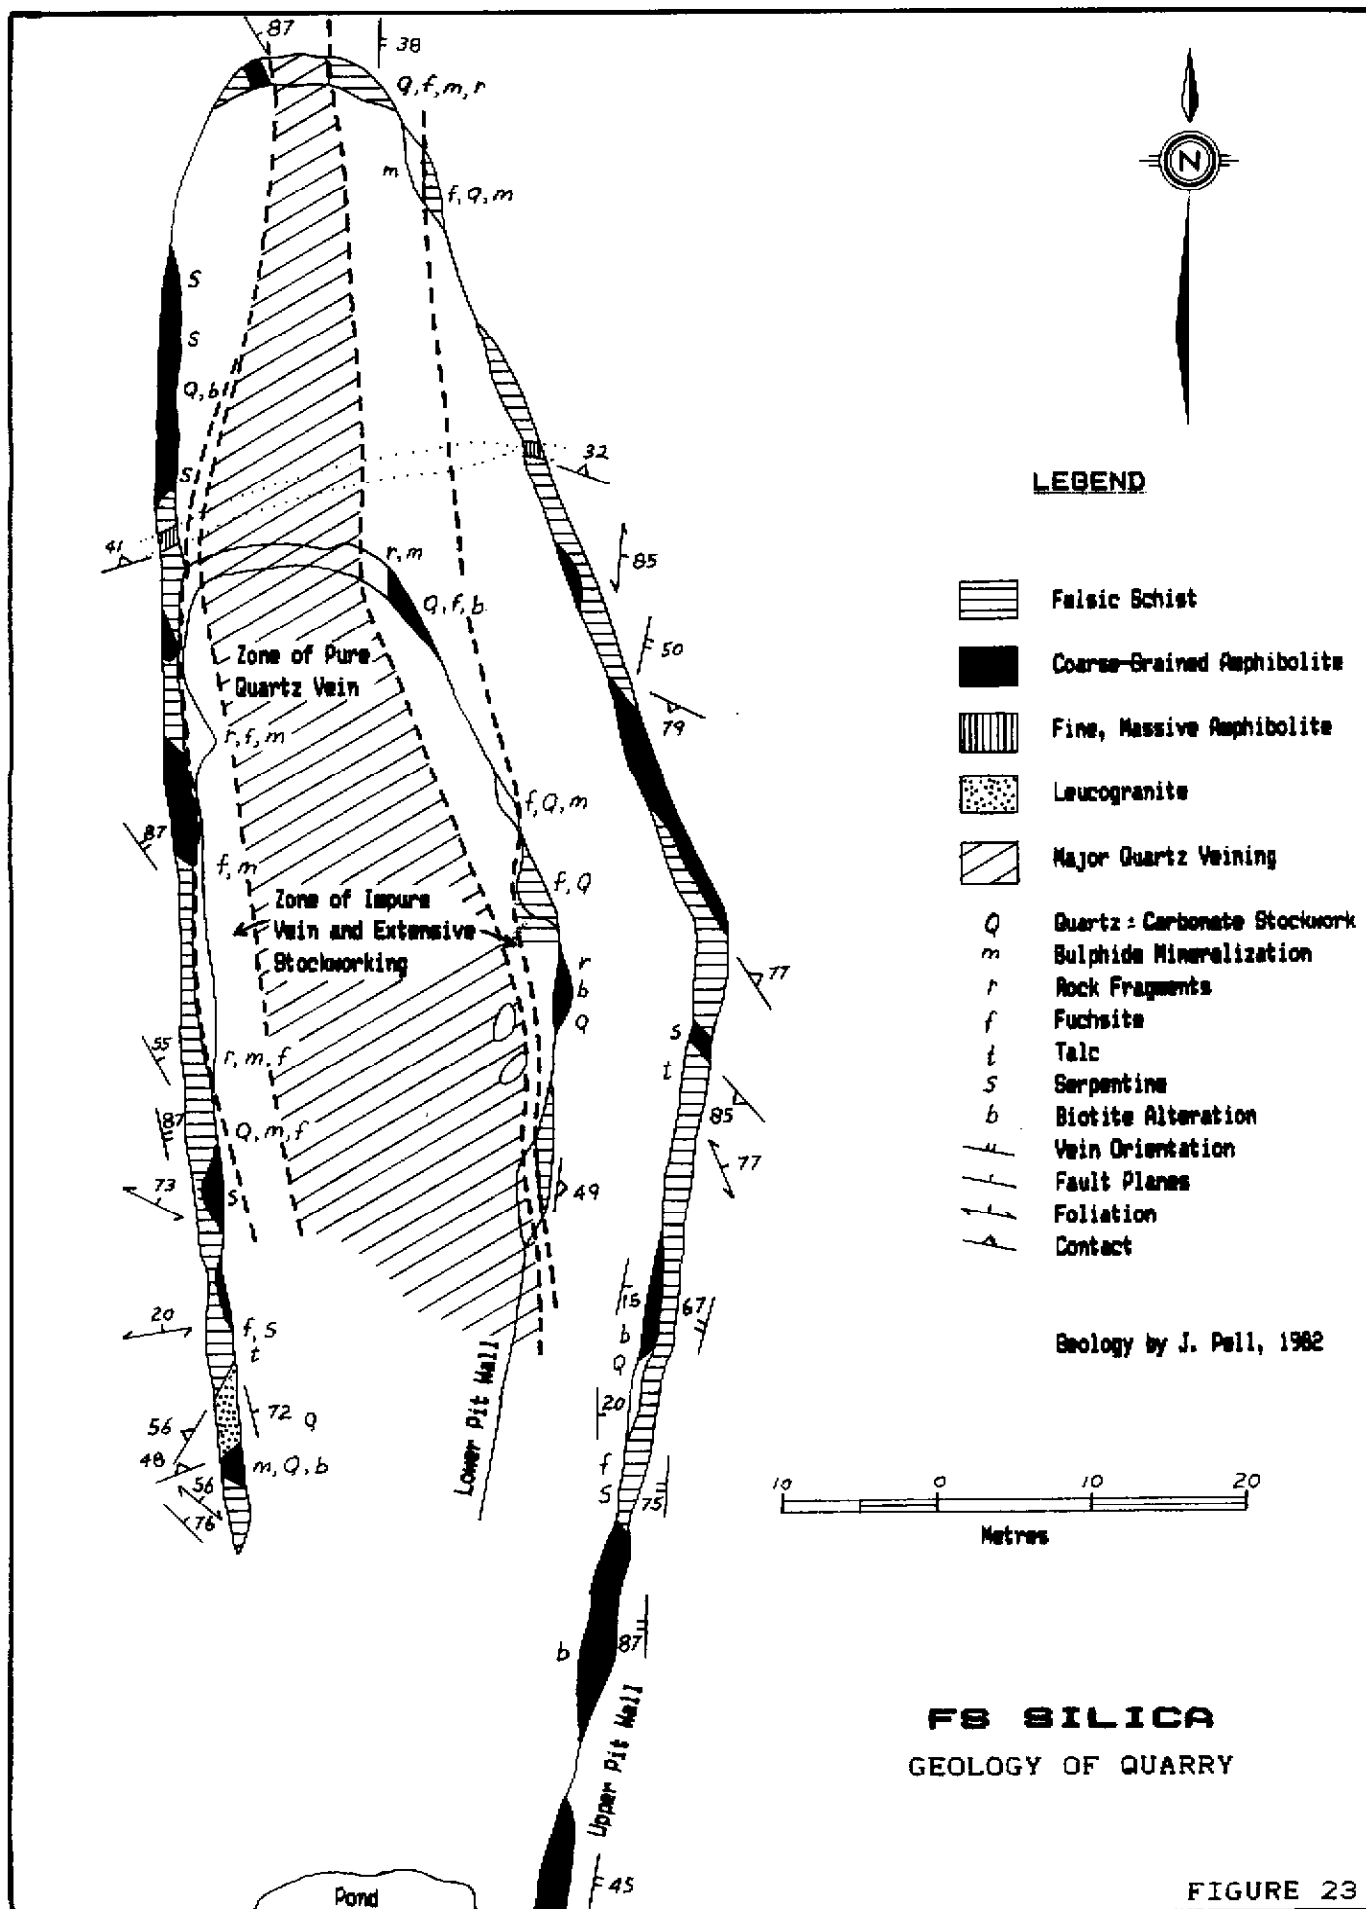 87
38
Q, f, m, r
m
f, Q, m
N
S
S
Q, b
S
32
41
r, m
85
Q, f, b
50
Zone of Pure
Quartz Vein
79
r, f, m
f, Q, m
87
f, m
f, Q
Zone of Impure
Vein and Extensive
Stockworking
r
b
Q
77
S
t
55
r, m, f
85
87
Q, m, f
77
73
S
49
15
67
20
f, S
t
b
Q
Lower Pit Wall
20
72
Q
56
48
m, Q, b
f
S
75
56
76
b
87
Upper Pit Wall
45
Pond
LEGEND
Felsic Schist
Coarse-Grained Amphibolite
Fine, Massive Amphibolite
Leucogranite
Major Quartz Veining
Q Quartz = Carbonate Stockwork
m Sulphide Mineralization
r Rock Fragments
f Fuchsite
t Talc
S Serpentine
b Biotite Alteration
Vein Orientation
Fault Planes
Foliation
Contact
Geology by J. Pell, 1982
10 0 10 20
Metres
FS SILICA
GEOLOGY OF QUARRY
FIGURE 23